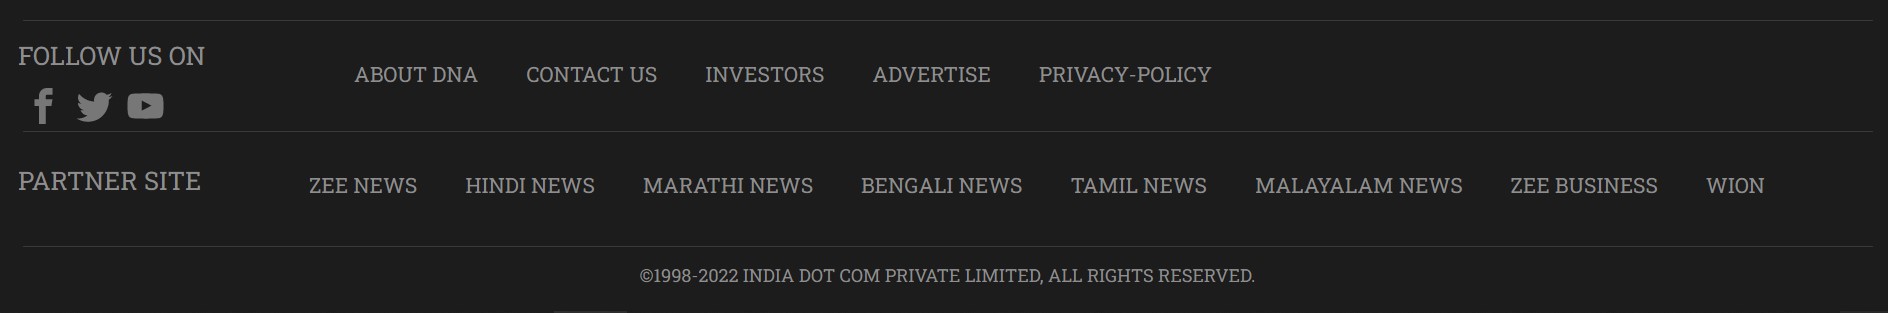 FOLLOW US ON
ABOUT DNA CONTACT US INVESTORS ADVERTISE PRIVACY-POLICY
PARTNER SITE ZEE NEWS HINDI NEWS MARATHI NEWS BENGALI NEWS TAMIL NEWS MALAYALAM NEWS ZEE BUSINESS WION
©1998-2022 INDIA DOT COM PRIVATE LIMITED, ALL RIGHTS RESERVED.